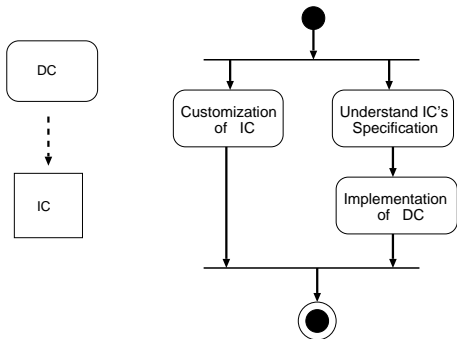 DC
IC
Customization
of IC
Understand IC's
Specification
Implementation
of DC